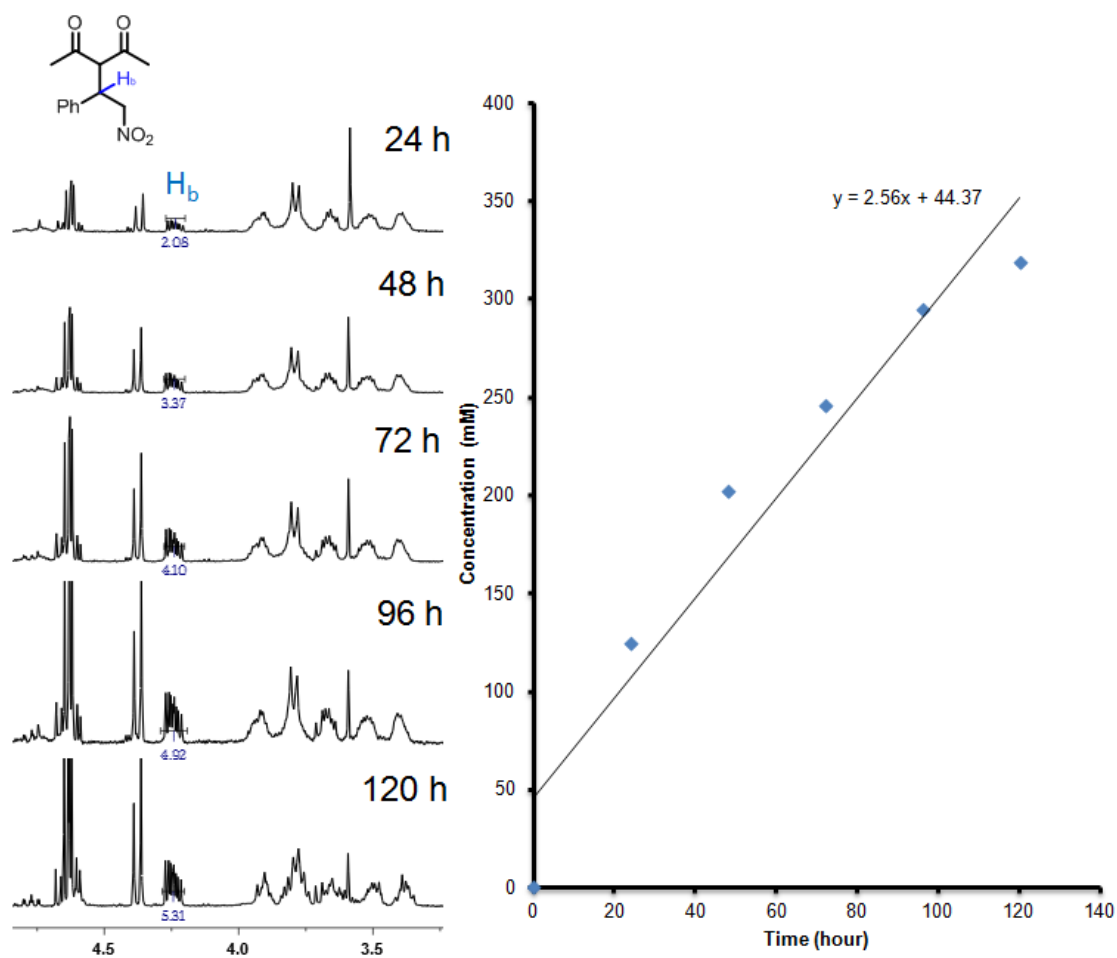 O O
H_b
Ph
NO₂
24 h
H_b
2.08
48 h
3.37
72 h
4.10
96 h
4.92
120 h
5.31
4.5 4.0 3.5
400
350
300
250
200
150
100
50
0
Concentration (mM)
y = 2.56x + 44.37
0 20 40 60 80 100 120 140
Time (hour)